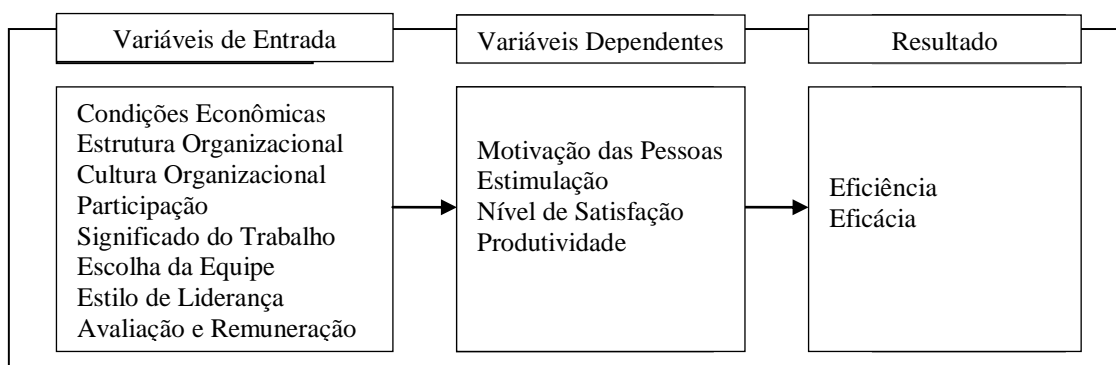 Variáveis de Entrada
Variáveis Dependentes
Resultado
Condições Econômicas
Estrutura Organizacional
Cultura Organizacional
Participação
Significado do Trabalho
Escolha da Equipe
Estilo de Liderança
Avaliação e Remuneração
Motivação das Pessoas
Estimulação
Nível de Satisfação
Produtividade
Eficiência
Eficácia